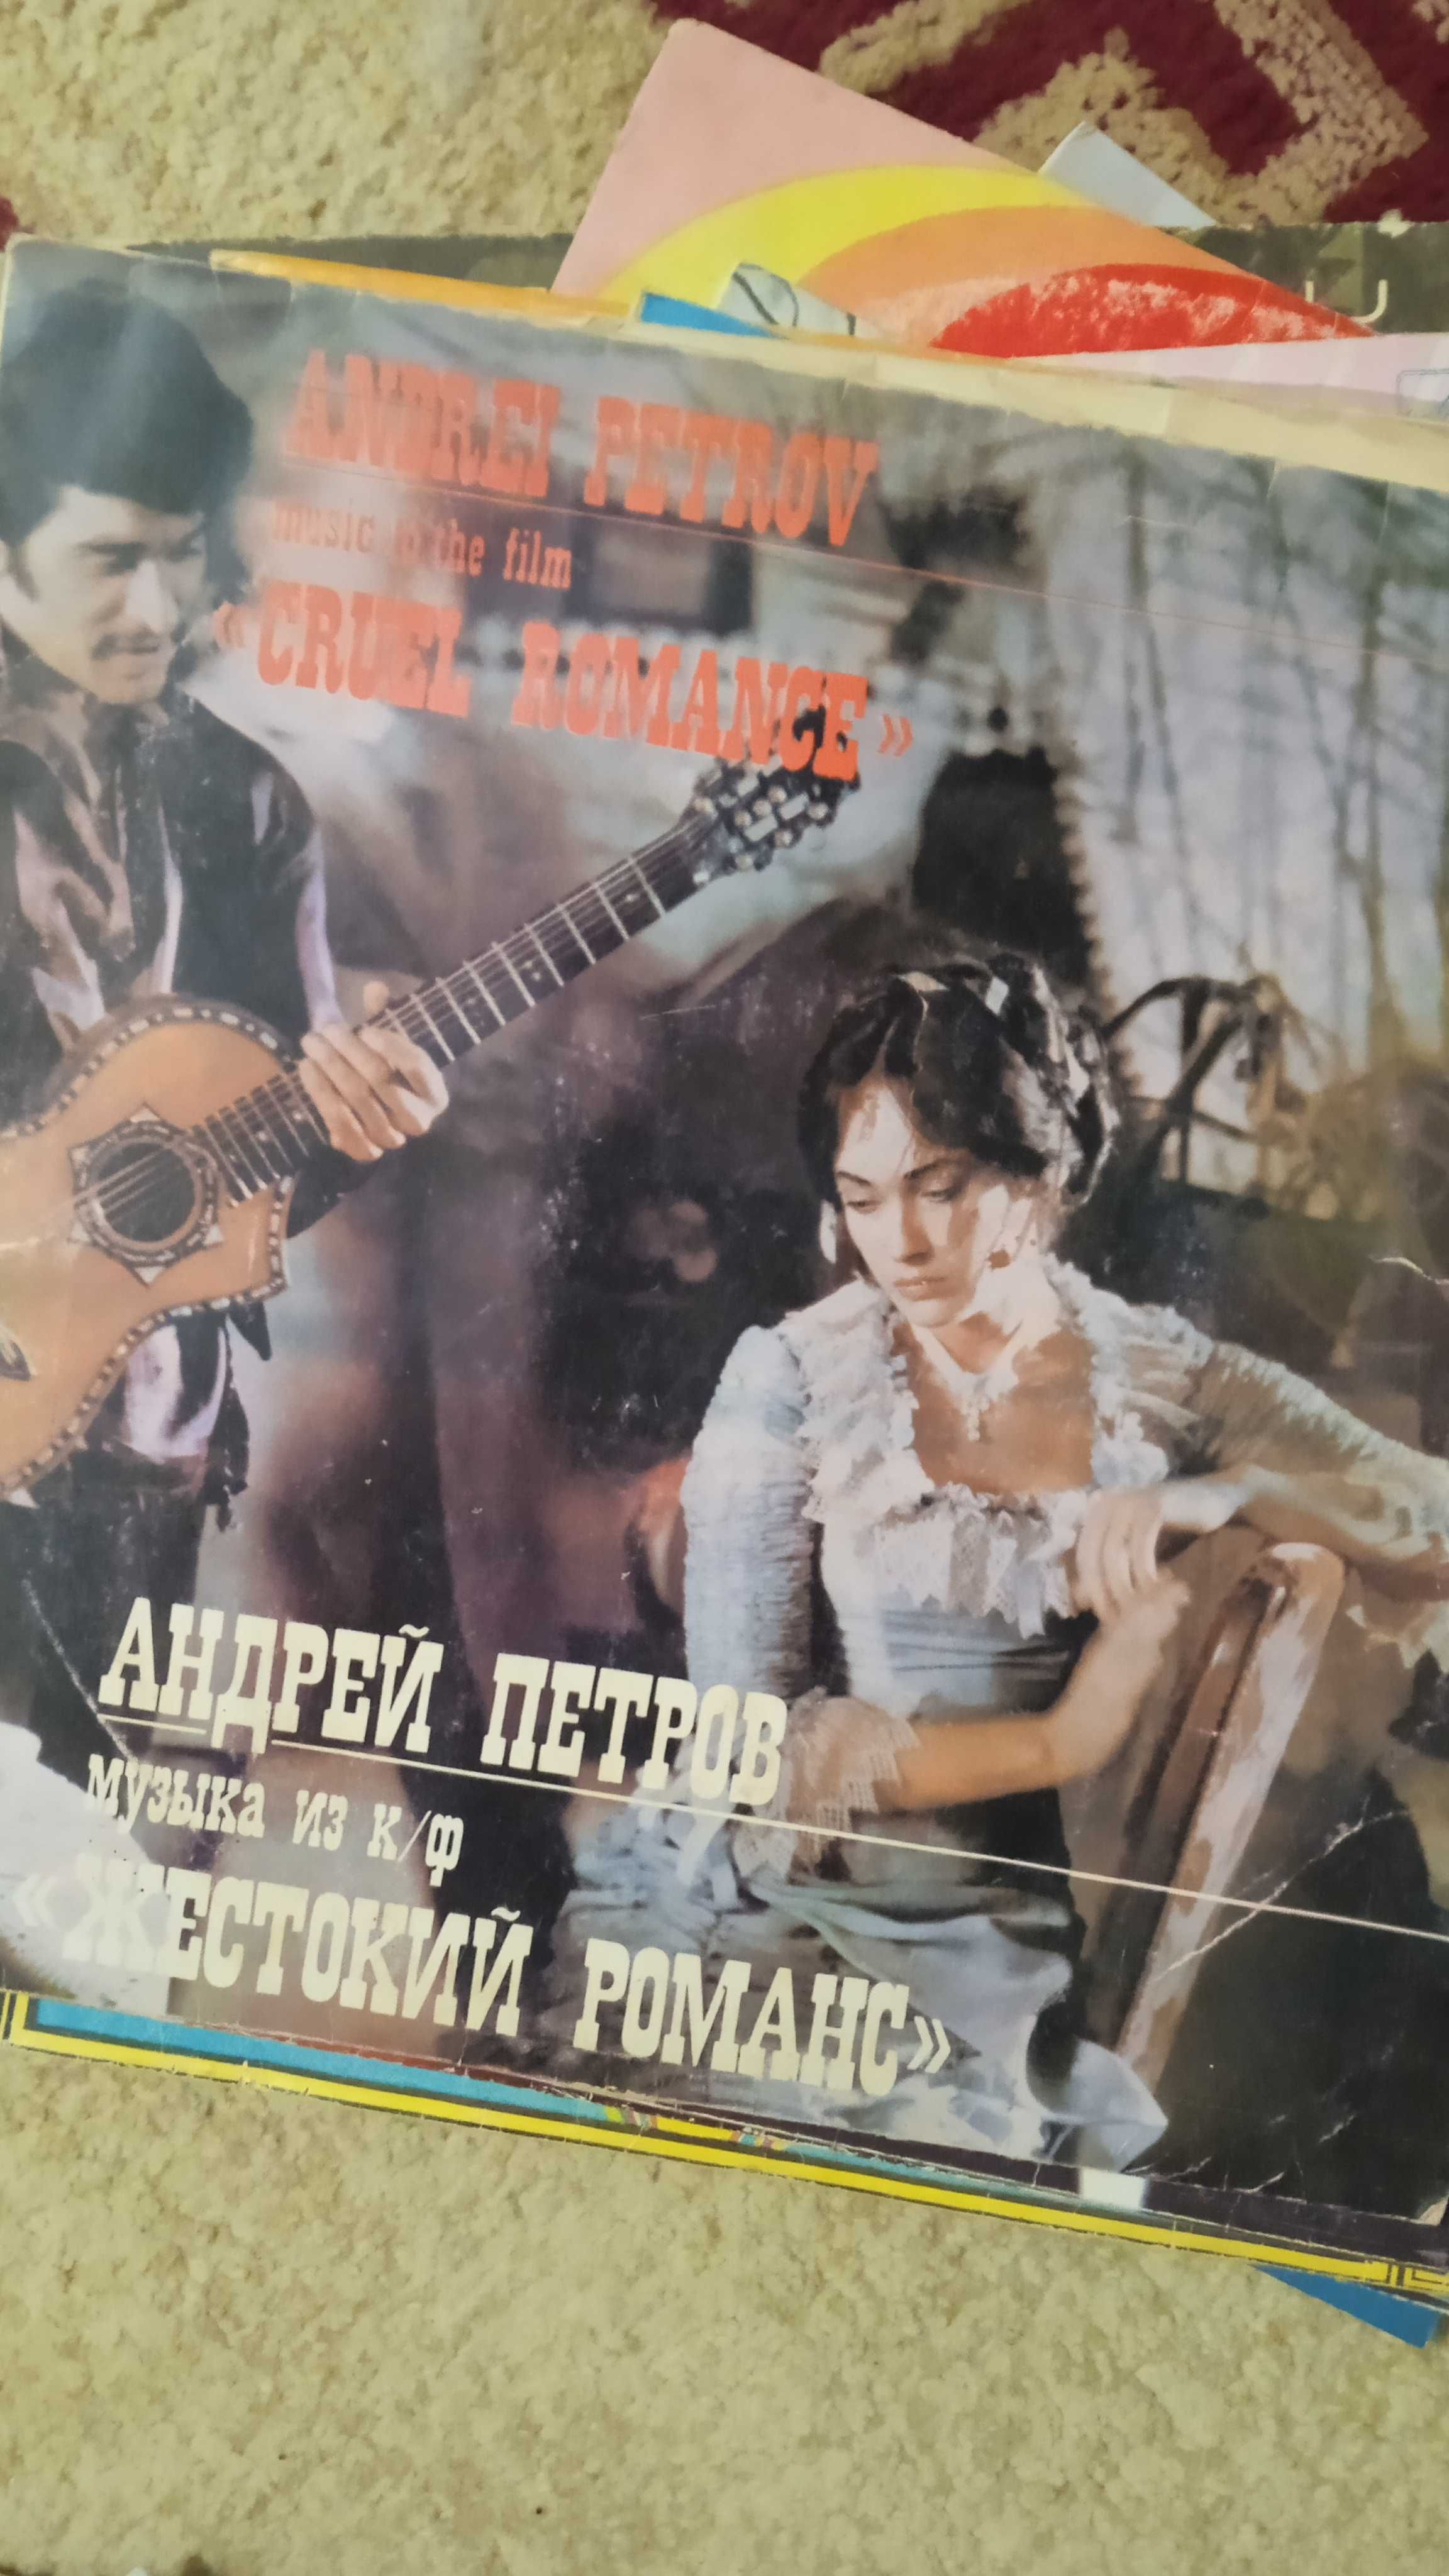 ANDREI PETROV
music to the film
«CRUEL ROMANCE»
АНДРЕЙ ПЕТРОВ
музыка из к/ф
«ЖЕСТОКИЙ РОМАНС»